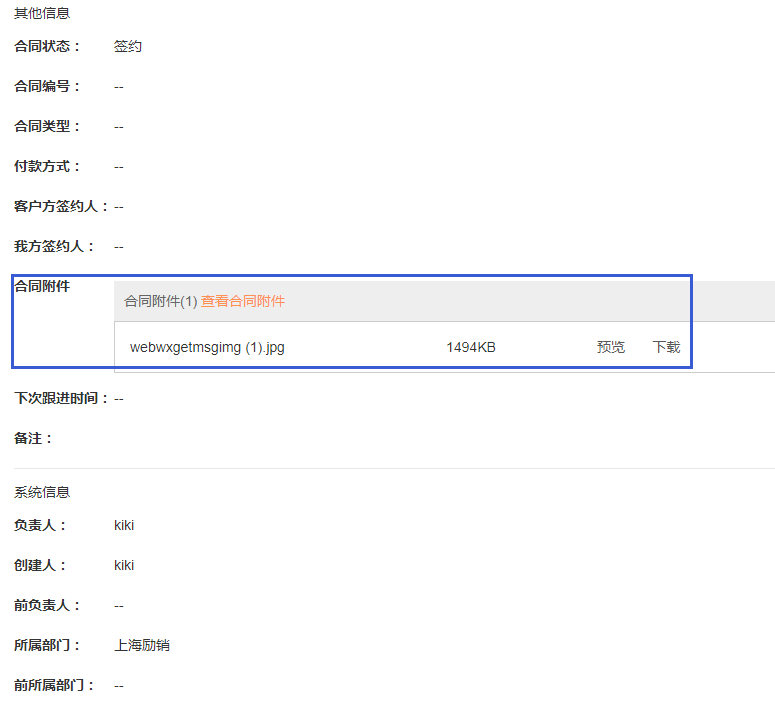 其他信息
合同状态： 签约
合同编号： --
合同类型： --
付款方式： --
客户方签约人： --
我方签约人： --
合同附件
合同附件(1) 查看合同附件
webwxgetmsgimg (1).jpg 1494KB 预览 下载
下次跟进时间： --
备注：
系统信息
负责人： kiki
创建人： kiki
前负责人： --
所属部门： 上海励销
前所属部门： --